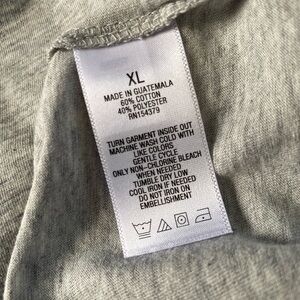 XL
MADE IN GUATEMALA
60% COTTON
40% POLYESTER
RN154379
TURN GARMENT INSIDE OUT
MACHINE WASH COLD WITH
LIKE COLORS
GENTLE CYCLE
ONLY NON-CHLORINE BLEACH
WHEN NEEDED
TUMBLE DRY LOW
COOL IRON IF NEEDED
DO NOT IRON ON
EMBELLISHMENT